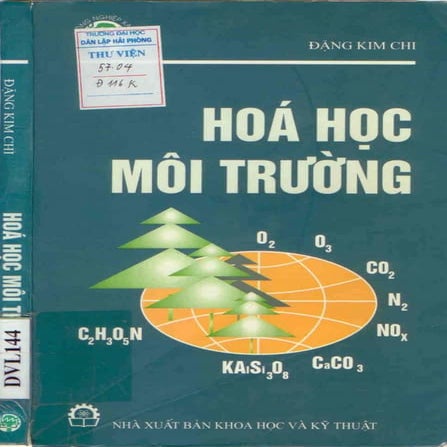 ĐẶNG KIM CHI
HOÁ HỌC MÔI T
DVL144
TRƯỜNG ĐẠI HỌC
DÂN LẬP HẢI PHÒNG
THƯ VIỆN
57.04
Đ 116 K
ĐẶNG KIM CHI
HOÁ HỌC
MÔI TRƯỜNG
O2
O3
CO2
N2
NOX
CaCO3
KAlSi3O8
C2H3O5N
NHÀ XUẤT BẢN KHOA HỌC VÀ KỸ THUẬT